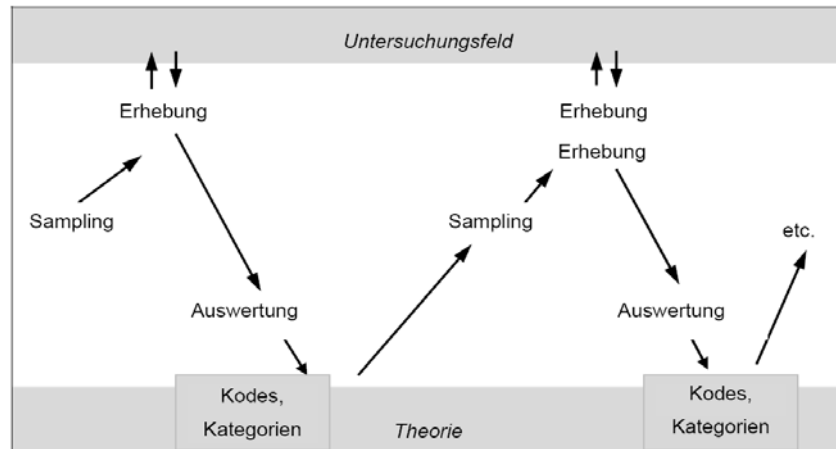 Untersuchungsfeld
Erhebung
Erhebung
Erhebung
Sampling
Sampling
etc.
Auswertung
Auswertung
Kodes,
Kategorien
Theorie
Kodes,
Kategorien